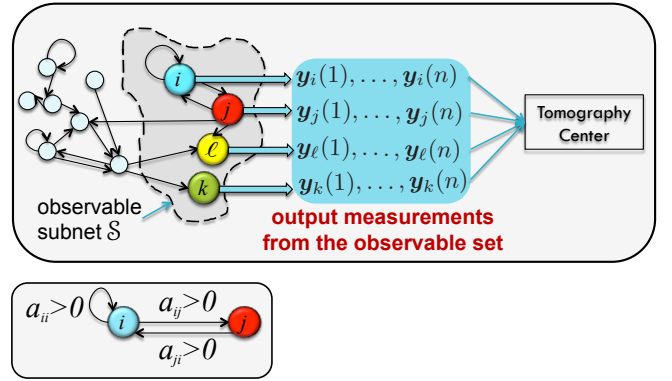 i
j
ℓ
k
y_i(1), . . . , y_i(n)
y_j(1), . . . , y_j(n)
y_ℓ(1), . . . , y_ℓ(n)
y_k(1), . . . , y_k(n)
Tomography
Center
observable
subnet S
output measurements
from the observable set
a_ii>0
i
a_ij>0
j
a_ji>0